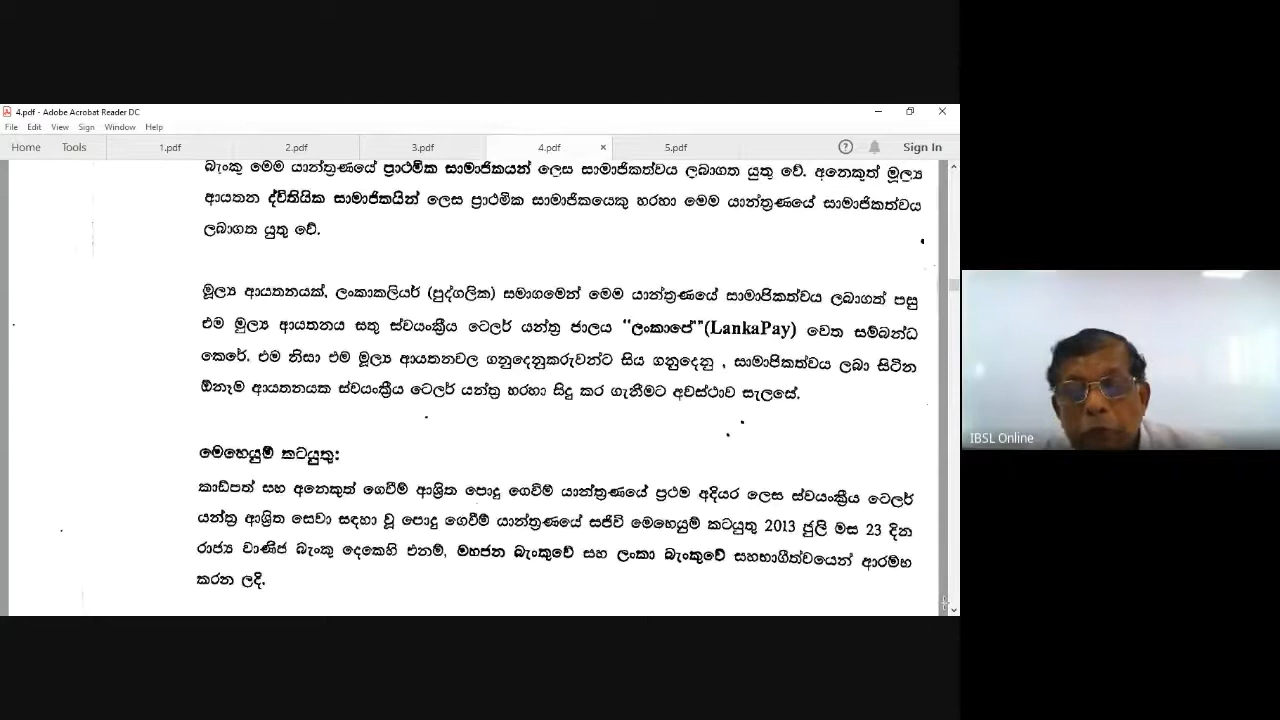 4.pdf - Adobe Acrobat Reader DC
File Edit View Sign Window Help
Home Tools 1.pdf 2.pdf 3.pdf 4.pdf × 5.pdf Sign In
බැංකු මෙම යාන්ත්‍රණයේ ප්‍රාථමික සාමාජිකයන් ලෙස සාමාජිකත්වය ලබාගත යුතු වේ. අනෙකුත් මූල්‍ය
ආයතන ද්විතියික සාමාජිකයින් ලෙස ප්‍රාථමික සාමාජිකයෙකු හරහා මෙම යාන්ත්‍රණයේ සාමාජිකත්වය
ලබාගත යුතු වේ.
මූල්‍ය ආයතනයක්, ලංකාක්ලියර් (පුද්ගලික) සමාගමෙන් මෙම යාන්ත්‍රණයේ සාමාජිකත්වය ලබාගත් පසු
එම මූල්‍ය ආයතනය සතු ස්වයංක්‍රීය ටෙලර් යන්ත්‍ර ජාලය "ලංකාපේ"(LankaPay) වෙත සම්බන්ධ
කෙරේ. එම නිසා එම මූල්‍ය ආයතනවල ගනුදෙනුකරුවන්ට සිය ගනුදෙනු , සාමාජිකත්වය ලබා සිටින
ඕනෑම ආයතනයක ස්වයංක්‍රීය ටෙලර් යන්ත්‍ර හරහා සිදු කර ගැනීමට අවස්ථාව සැලසේ.
මෙහෙයුම් කටයුතු:
කාඩ්පත් සහ අනෙකුත් ගෙවීම් ආශ්‍රිත පොදු ගෙවීම් යාන්ත්‍රණයේ ප්‍රථම අදියර ලෙස ස්වයංක්‍රීය ටෙලර්
යන්ත්‍ර ආශ්‍රිත සේවා සඳහා වූ පොදු ගෙවීම් යාන්ත්‍රණයේ සජිවි මෙහෙයුම් කටයුතු 2013 ජුලි මස 23 දින
රාජ්‍ය වාණිජ බැංකු දෙකෙහි එනම්, මහජන බැංකුවේ සහ ලංකා බැංකුවේ සහභාගීත්වයෙන් ආරම්භ
කරන ලදි.
IBSL Online